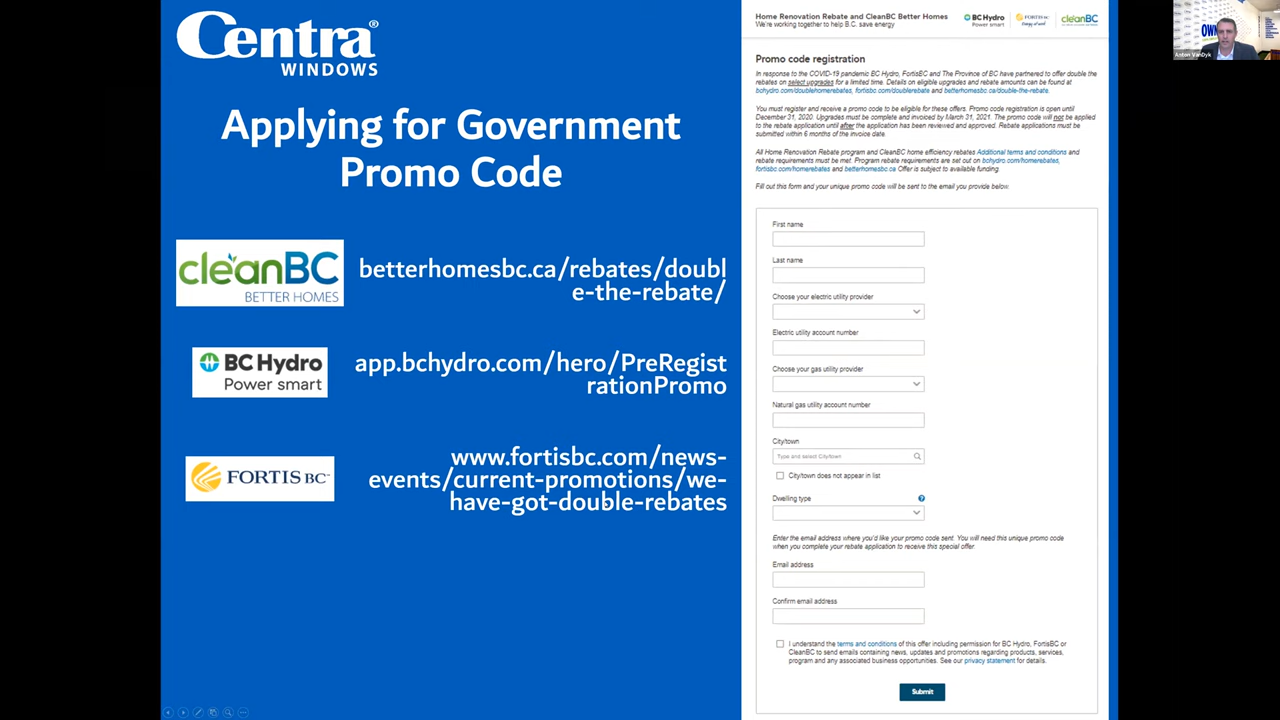 Centra®
WINDOWS
Applying for Government
Promo Code
cleanBC
BETTER HOMES
betterhomesbc.ca/rebates/doubl
e-the-rebate/
BC Hydro
Power smart
app.bchydro.com/hero/PreRegist
rationPromo
FORTIS BC™
www.fortisbc.com/news-
events/current-promotions/we-
have-got-double-rebates
Home Renovation Rebate and CleanBC Better Homes
We're working together to help B.C. save energy
BC Hydro
Power smart
FORTIS BC
Energy at work
cleanBC
Promo code registration
In response to the COVID-19 pandemic BC Hydro, FortisBC and The Province of BC have partnered to offer double the
rebates on select upgrades for a limited time. Details on eligible upgrades and rebate amounts can be found at
bchydro.com/doublehomerebates, fortisbc.com/doublerebate and betterhomesbc.ca/double-the-rebate.
You must register and receive a promo code to be eligible for these offers. Promo code registration is open until
December 31, 2020. Upgrades must be complete and invoiced by March 31, 2021. The promo code will not be applied
to the rebate application until after the application has been reviewed and approved. Rebate applications must be
submitted within 6 months of the invoice date.
All Home Renovation Rebate program and CleanBC home efficiency rebates Additional terms and conditions and
rebate requirements must be met. Program rebate requirements are set out on bchydro.com/homerebates,
fortisbc.com/homerebates and betterhomesbc.ca Offer is subject to available funding.
Fill out this form and your unique promo code will be sent to the email you provide below.
First name
Last name
Choose your electric utility provider
Electric utility account number
Choose your gas utility provider
Natural gas utility account number
City/town
Type and select City/town
City/town does not appear in list
Dwelling type
?
Enter the email address where you'd like your promo code sent. You will need this unique promo code
when you complete your rebate application to receive this special offer.
Email address
Confirm email address
I understand the terms and conditions of this offer including permission for BC Hydro, FortisBC or
CleanBC to send emails containing news, updates and promotions regarding products, services,
program and any associated business opportunities. See our privacy statement for details.
Submit
OWN
Anton VanDyk